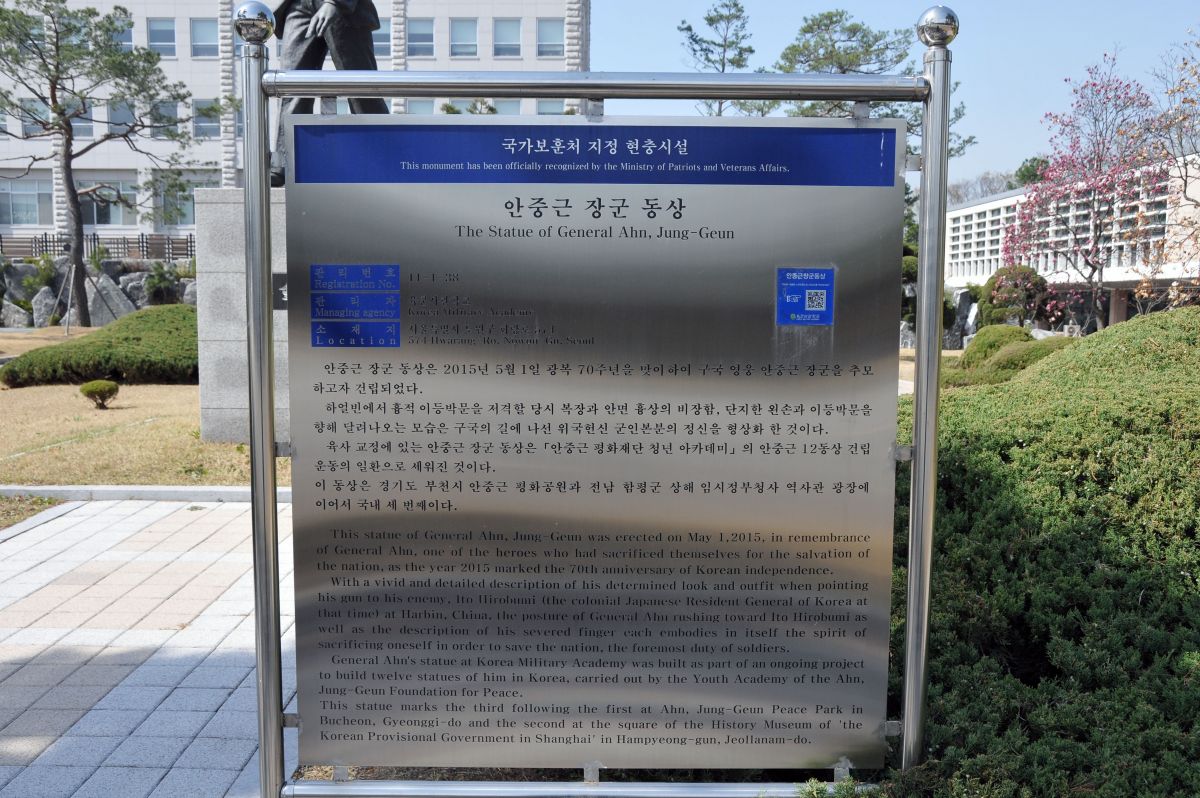 국가보훈처 지정 현충시설
This monument has been officially recognized by the Ministry of Patriots and Veterans Affairs.
안중근 장군 동상
The Statue of General Ahn, Jung-Geun
관 리 번 호
Registration No.
11-1-38
관 리 자
Managing agency
육군사관학교
Korea Military Academy
소 재 지
Location
서울특별시 노원구 화랑로 574
574 Hwarang-Ro, Nowon-Gu, Seoul
안중근장군동상
안중근 장군 동상은 2015년 5월 1일 광복 70주년을 맞이하여 구국 영웅 안중근 장군을 추모
하고자 건립되었다.
하얼빈에서 흉적 이등박문을 저격할 당시 복장과 안면 흉상의 비장함, 단지한 왼손과 이등박문을
향해 달려나오는 모습은 구국의 길에 나선 위국헌신 군인본분의 정신을 형상화 한 것이다.
육사 교정에 있는 안중근 장군 동상은 「안중근 평화재단 청년 아카데미」의 안중근 12동상 건립
운동의 일환으로 세워진 것이다.
이 동상은 경기도 부천시 안중근 평화공원과 전남 함평군 상해 임시정부청사 역사관 광장에
이어서 국내 세 번째이다.
This statue of General Ahn, Jung-Geun was erected on May 1,2015, in remembrance
of General Ahn, one of the heroes who had sacrificed themselves for the salvation of
the nation, as the year 2015 marked the 70th anniversary of Korean independence.
With a vivid and detailed description of his determined look and outfit when pointing
his gun to his enemy, Ito Hirobumi (the colonial Japanese Resident General of Korea at
that time) at Harbin, China, the posture of General Ahn rushing toward Ito Hirobumi as
well as the description of his severed finger each embodies in itself the spirit of
sacrificing oneself in order to save the nation, the foremost duty of soldiers.
General Ahn's statue at Korea Military Academy was built as part of an ongoing project
to build twelve statues of him in Korea, carried out by the Youth Academy of the Ahn,
Jung-Geun Foundation for Peace.
This statue marks the third following the first at Ahn, Jung-Geun Peace Park in
Bucheon, Gyeonggi-do and the second at the square of the History Museum of 'the
Korean Provisional Government in Shanghai' in Hampyeong-gun, Jeollanam-do.